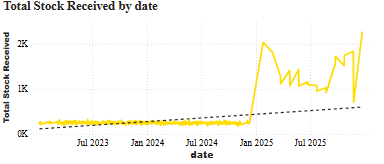 Total Stock Received by date
Total Stock Received
2K
1K
0K
Jul 2023
Jan 2024
Jul 2024
Jan 2025
Jul 2025
date